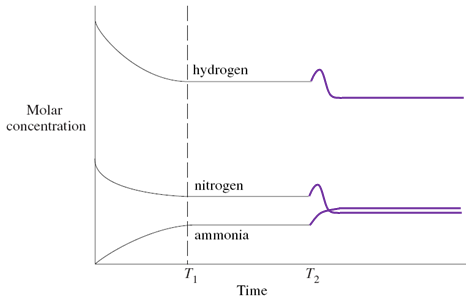 hydrogen
Molar
concentration
nitrogen
ammonia
T1
T2
Time